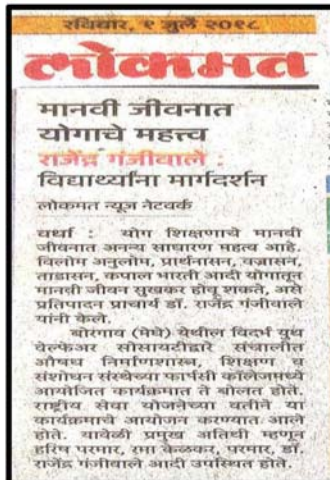 रविवार, १ जुलै २०१८
लोकमत
मानवी जीवनात
योगाचे महत्त्व
राजेंद्र गंजीवाले :
विद्यार्थ्यांना मार्गदर्शन
लोकमत न्यूज नेटवर्क
वर्धा : योग शिक्षणाचे मानवी
जीवनात अनन्य साधारण महत्व आहे.
विलोम अनुलोम, प्रार्थनासन, वज्रासन,
ताडासन, कपाल भारती आदी योगातून
मानवी जीवन सुखकर होवू शकते, असे
प्रतिपादन प्राचार्य डॉ. राजेंद्र गंजीवाले
यांनी केले.
बोरगाव (मेघे) येथील विदर्भ युथ
वेल्फेअर सोसायटीद्वारे संचालीत
औषध निर्माणशास्त्र, शिक्षण व
संशोधन संस्थेच्या फार्मसी कॉलेजमध्ये
आयोजित कार्यक्रमात ते बोलत होते.
राष्ट्रीय सेवा योजनेच्या वतीने या
कार्यक्रमाचे आयोजन करण्यात आले
होते. यावेळी प्रमुख अतिथी म्हणून
हरिष परमार, रमा केळकर, परमार, डॉ.
राजेंद्र गंजीवाले आदी उपस्थित होते.